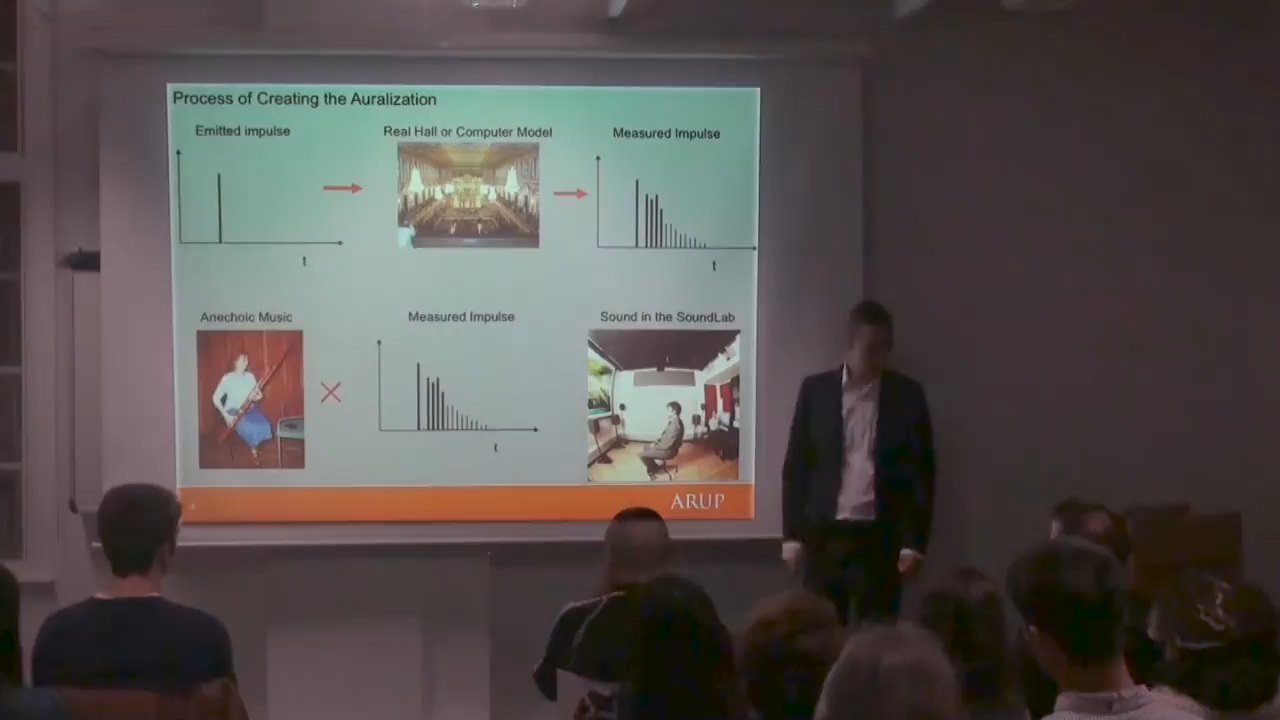 Process of Creating the Auralization
Emitted impulse
Real Hall or Computer Model
Measured Impulse
t
t
Anechoic Music
Measured Impulse
Sound in the SoundLab
t
ARUP